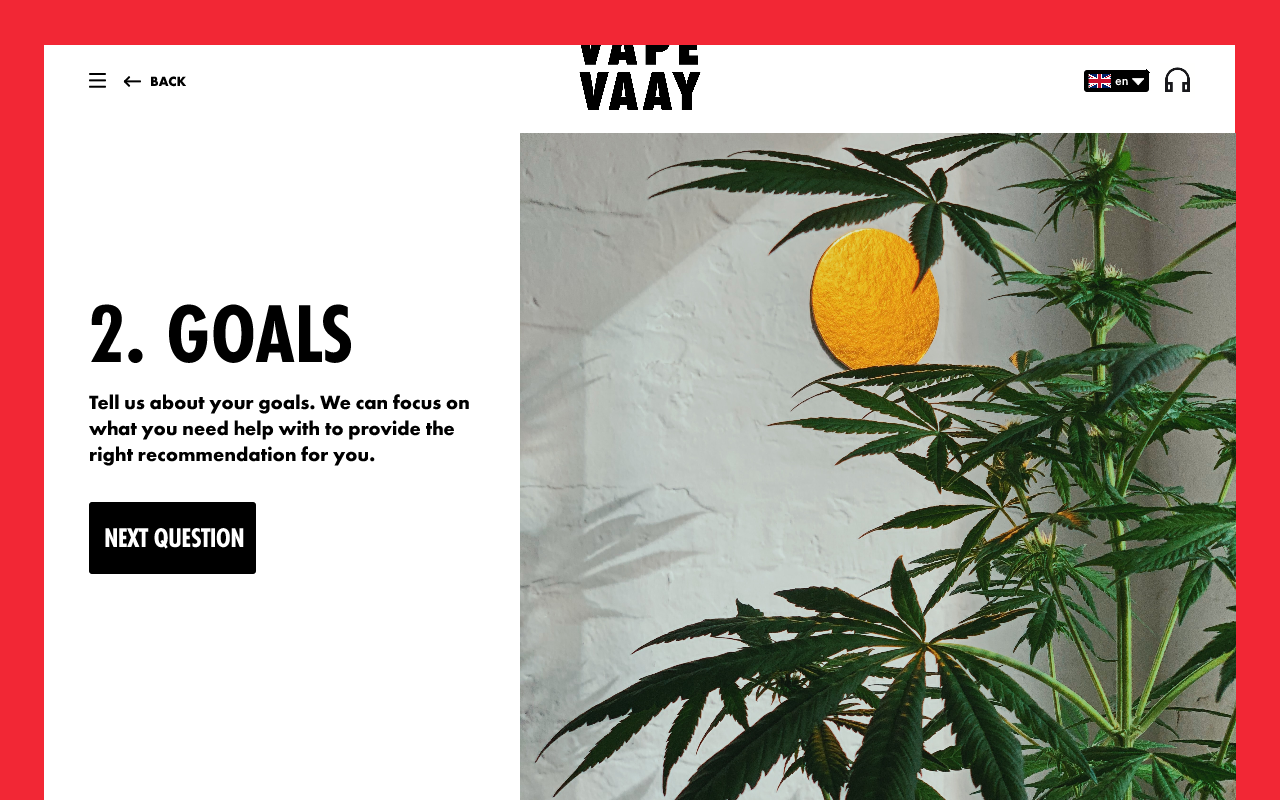 BACK
VAPE
VAAY
en
2. GOALS
Tell us about your goals. We can focus on
what you need help with to provide the
right recommendation for you.
NEXT QUESTION